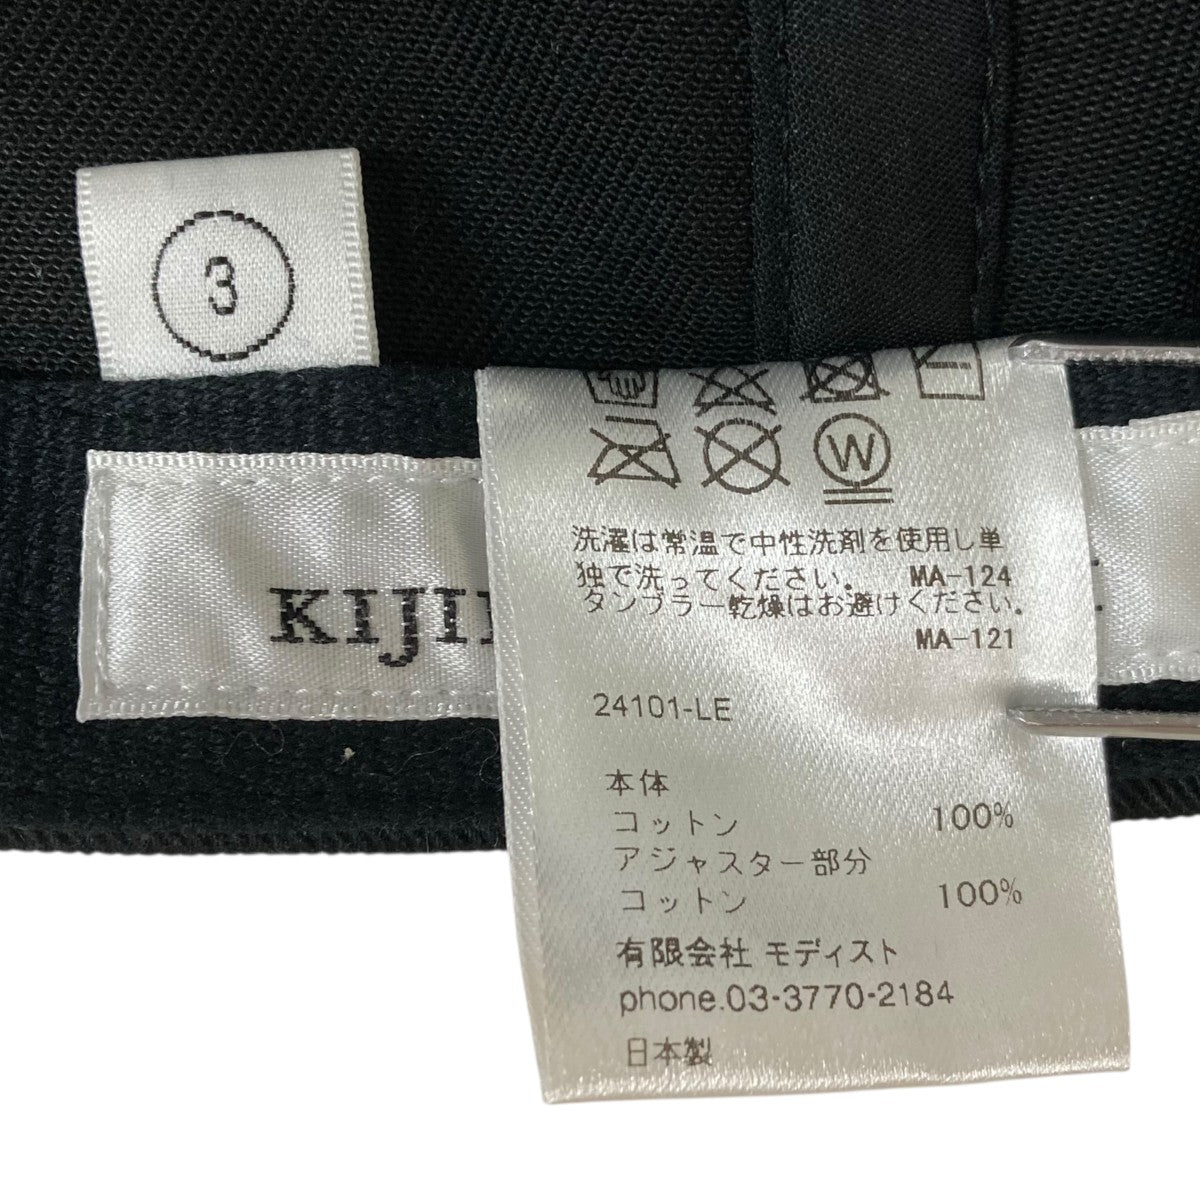 3
KIJI
W
洗濯は常温で中性洗剤を使用し単
独で洗ってください。 MA-124
タンブラー乾燥はお避けください。
MA-121
24101-LE
本体
コットン 100%
アジャスター部分
コットン 100%
有限会社 モディスト
phone.03-3770-2184
日本製